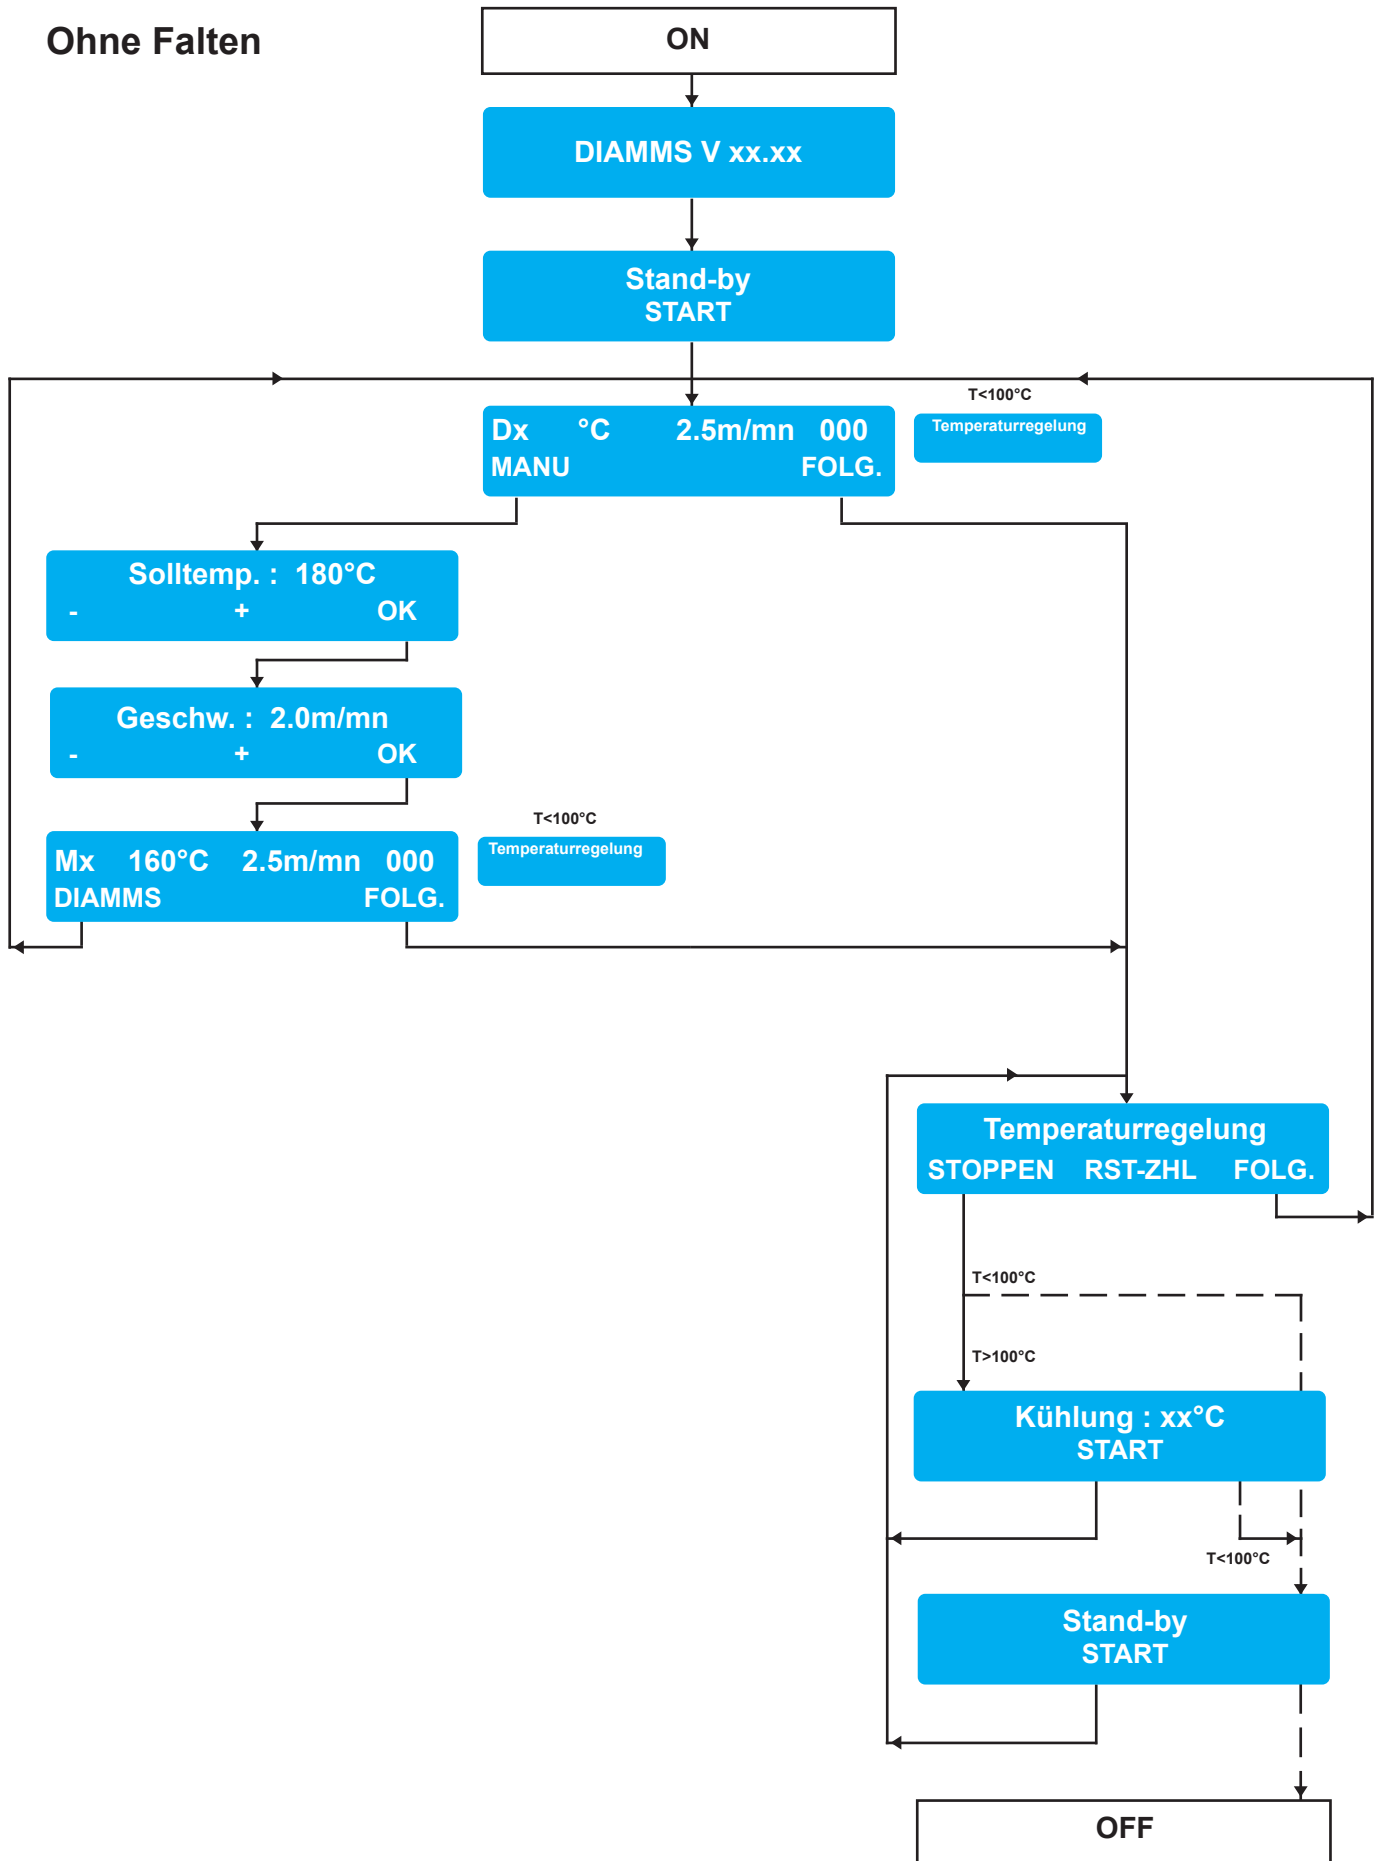 Ohne Falten
ON
DIAMMS V xx.xx
Stand-by
START
T<100°C
Dx °C 2.5m/mn 000
MANU FOLG.
Temperaturregelung
Solltemp. : 180°C
- + OK
Geschw. : 2.0m/mn
- + OK
T<100°C
Mx 160°C 2.5m/mn 000
DIAMMS FOLG.
Temperaturregelung
Temperaturregelung
STOPPEN RST-ZHL FOLG.
T<100°C
T>100°C
Kühlung : xx°C
START
T<100°C
Stand-by
START
OFF